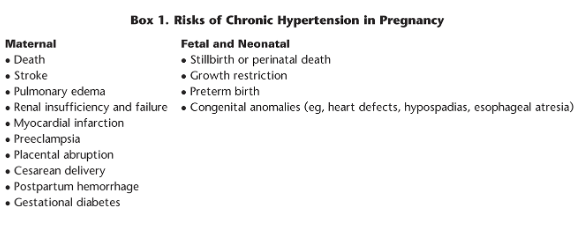 Box 1. Risks of Chronic Hypertension in Pregnancy
Maternal
• Death
• Stroke
• Pulmonary edema
• Renal insufficiency and failure
• Myocardial infarction
• Preeclampsia
• Placental abruption
• Cesarean delivery
• Postpartum hemorrhage
• Gestational diabetes
Fetal and Neonatal
• Stillbirth or perinatal death
• Growth restriction
• Preterm birth
• Congenital anomalies (eg, heart defects, hypospadias, esophageal atresia)